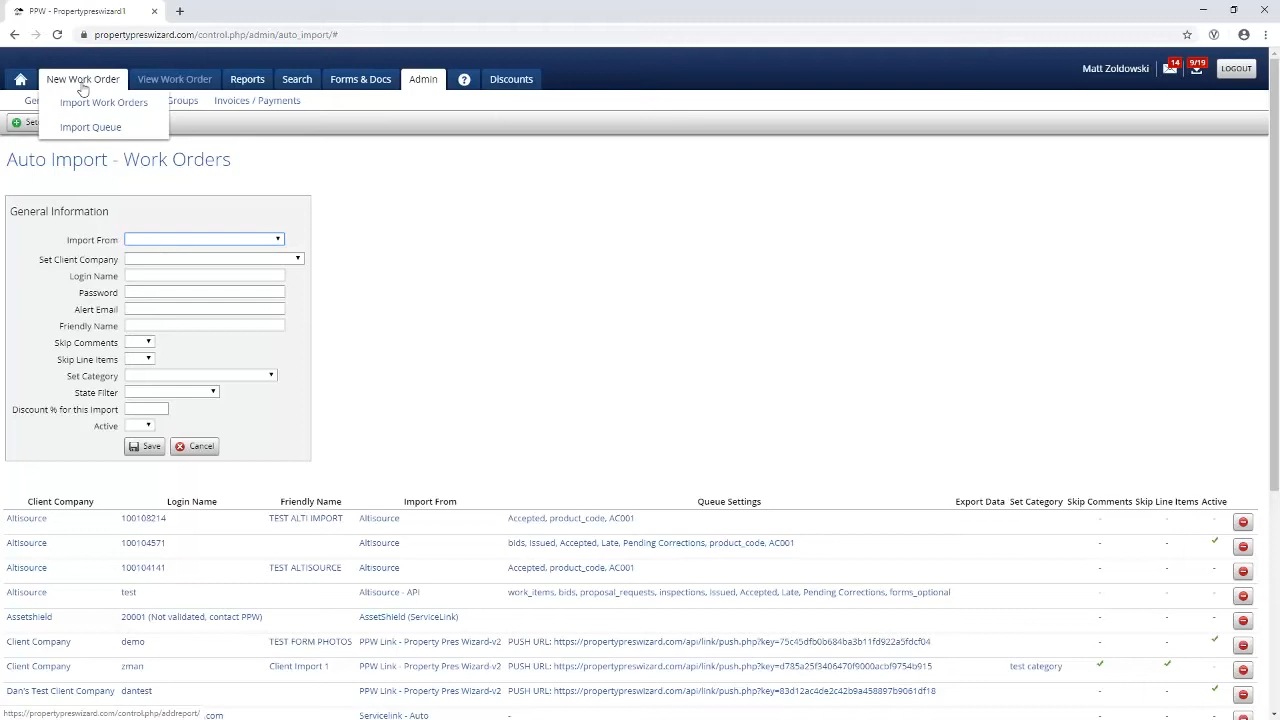 PPW - Propertypreswizard1
propertypreswizard.com/control.php/admin/auto_import/#
New Work Order View Work Order Reports Search Forms & Docs Admin ? Discounts
Matt Zoldowski 14 9/19 LOGOUT
Import Work Orders Groups Invoices / Payments
Import Queue
Auto Import - Work Orders
General Information
Import From
Set Client Company
Login Name
Password
Alert Email
Friendly Name
Skip Comments
Skip Line Items
Set Category
State Filter
Discount % for this Import
Active
Save Cancel
Client Company Login Name Friendly Name Import From Queue Settings Export Data Set Category Skip Comments Skip Line Items Active
Altisource 100108214 TEST ALTI IMPORT Altisource Accepted, product_code, AC001 - - -
Altisource 100104571 Altisource bids, Issued, Accepted, Late, Pending Corrections, product_code, AC001 - -
Altisource 100104141 TEST ALTISOURCE Altisource Accepted, product_code, AC001 - - -
Altisource test Altisource - API work_items, bids, proposal_requests, inspections, Issued, Accepted, Late, Pending Corrections, forms_optional - - -
Assetshield 20001 (Not validated, contact PPW) AssetShield (ServiceLink) - - -
Client Company demo TEST FORM PHOTOS PPW Link - Property Pres Wizard-v2 PUSH URL: https://propertypreswizard.com/api/link/push.php?key=75c45dfb0b684ba3b11fd922a5fdcf04 - -
Client Company zman Client Import 1 PPW Link - Property Pres Wizard-v2 PUSH URL: https://propertypreswizard.com/api/link/push.php?key=d785a25f3406470f9000acbf9754b915 test category -
Dan's Test Client Company dantest PPW Link - Property Pres Wizard-v2 PUSH URL: https://propertypreswizard.com/api/link/push.php?key=83d12ac4de2c42b9a458897b9061df18 - -
https://propertypreswizard.com/control.php/addreport/ .com Servicelink - Auto -